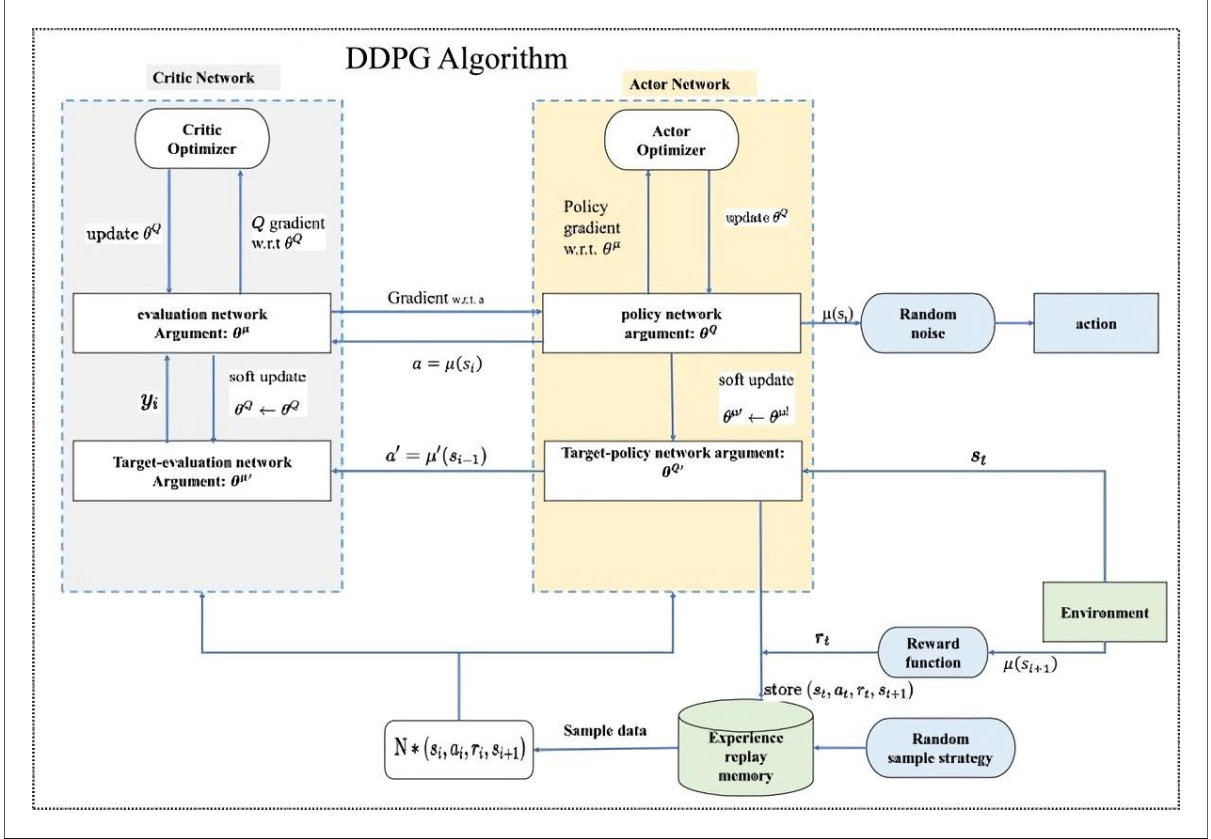 DDPG Algorithm
Critic Network
Actor Network
Critic
Optimizer
Actor
Optimizer
update θ^Q
Q gradient
w.r.t θ^Q
Policy
gradient
w.r.t. θ^μ
update θ^Q
evaluation network
Argument: θ^μ
Gradient w.r.t. a
a = μ(s_i)
policy network
argument: θ^Q
μ(s_i)
Random
noise
action
y_i
soft update
θ^Q ← θ^Q
soft update
θ^μ′ ← θ^μ!
Target-evaluation network
Argument: θ^μ′
a′ = μ′(s_{i−1})
Target-policy network argument:
θ^Q′
s_t
Environment
r_t
Reward
function
μ(s_{i+1})
store (s_t, a_t, r_t, s_{i+1})
N * (s_i, a_i, r_i, s_{i+1})
Sample data
Experience
replay
memory
Random
sample strategy